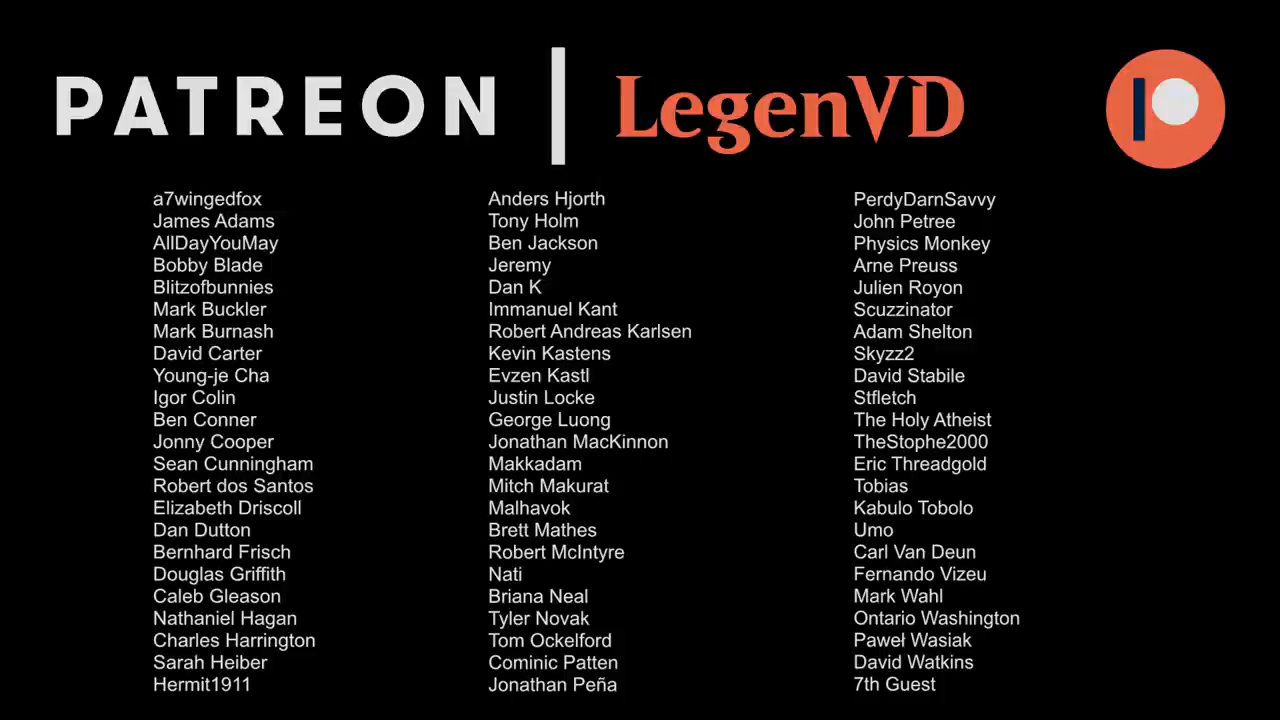 PATREON | LegenVD
a7wingedfox
James Adams
AllDayYouMay
Bobby Blade
Blitzofbunnies
Mark Buckler
Mark Burnash
David Carter
Young-je Cha
Igor Colin
Ben Conner
Jonny Cooper
Sean Cunningham
Robert dos Santos
Elizabeth Driscoll
Dan Dutton
Bernhard Frisch
Douglas Griffith
Caleb Gleason
Nathaniel Hagan
Charles Harrington
Sarah Heiber
Hermit1911
Anders Hjorth
Tony Holm
Ben Jackson
Jeremy
Dan K
Immanuel Kant
Robert Andreas Karlsen
Kevin Kastens
Evzen Kastl
Justin Locke
George Luong
Jonathan MacKinnon
Makkadam
Mitch Makurat
Malhavok
Brett Mathes
Robert McIntyre
Nati
Briana Neal
Tyler Novak
Tom Ockelford
Cominic Patten
Jonathan Peña
PerdyDarnSavvy
John Petree
Physics Monkey
Arne Preuss
Julien Royon
Scuzzinator
Adam Shelton
Skyzz2
David Stabile
Stfletch
The Holy Atheist
TheStophe2000
Eric Threadgold
Tobias
Kabulo Tobolo
Umo
Carl Van Deun
Fernando Vizeu
Mark Wahl
Ontario Washington
Paweł Wasiak
David Watkins
7th Guest